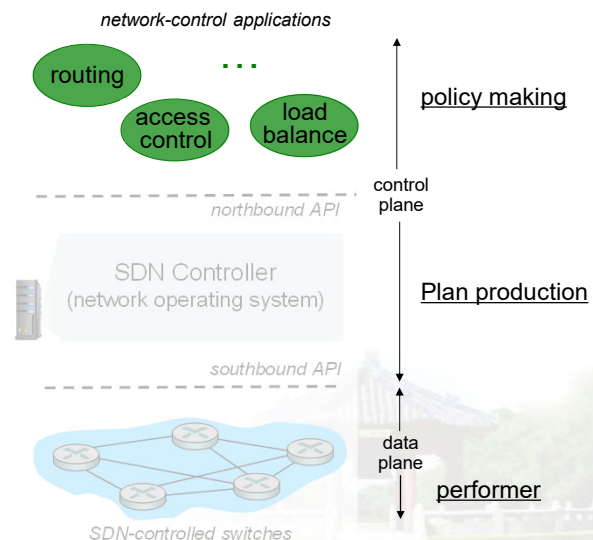 network-control applications
routing
...
access
control
load
balance
policy making
control
plane
northbound API
SDN Controller
(network operating system)
Plan production
southbound API
data
plane
performer
SDN-controlled switches